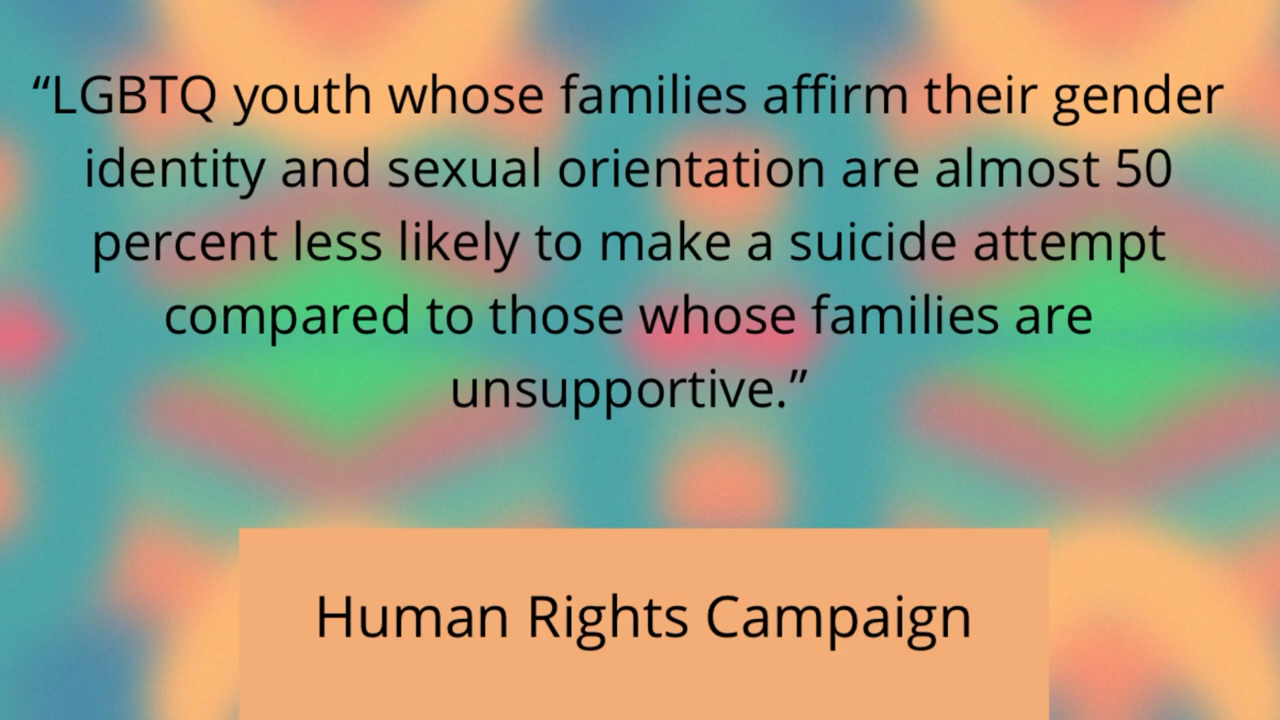 “LGBTQ youth whose families affirm their gender
identity and sexual orientation are almost 50
percent less likely to make a suicide attempt
compared to those whose families are
unsupportive.”
Human Rights Campaign